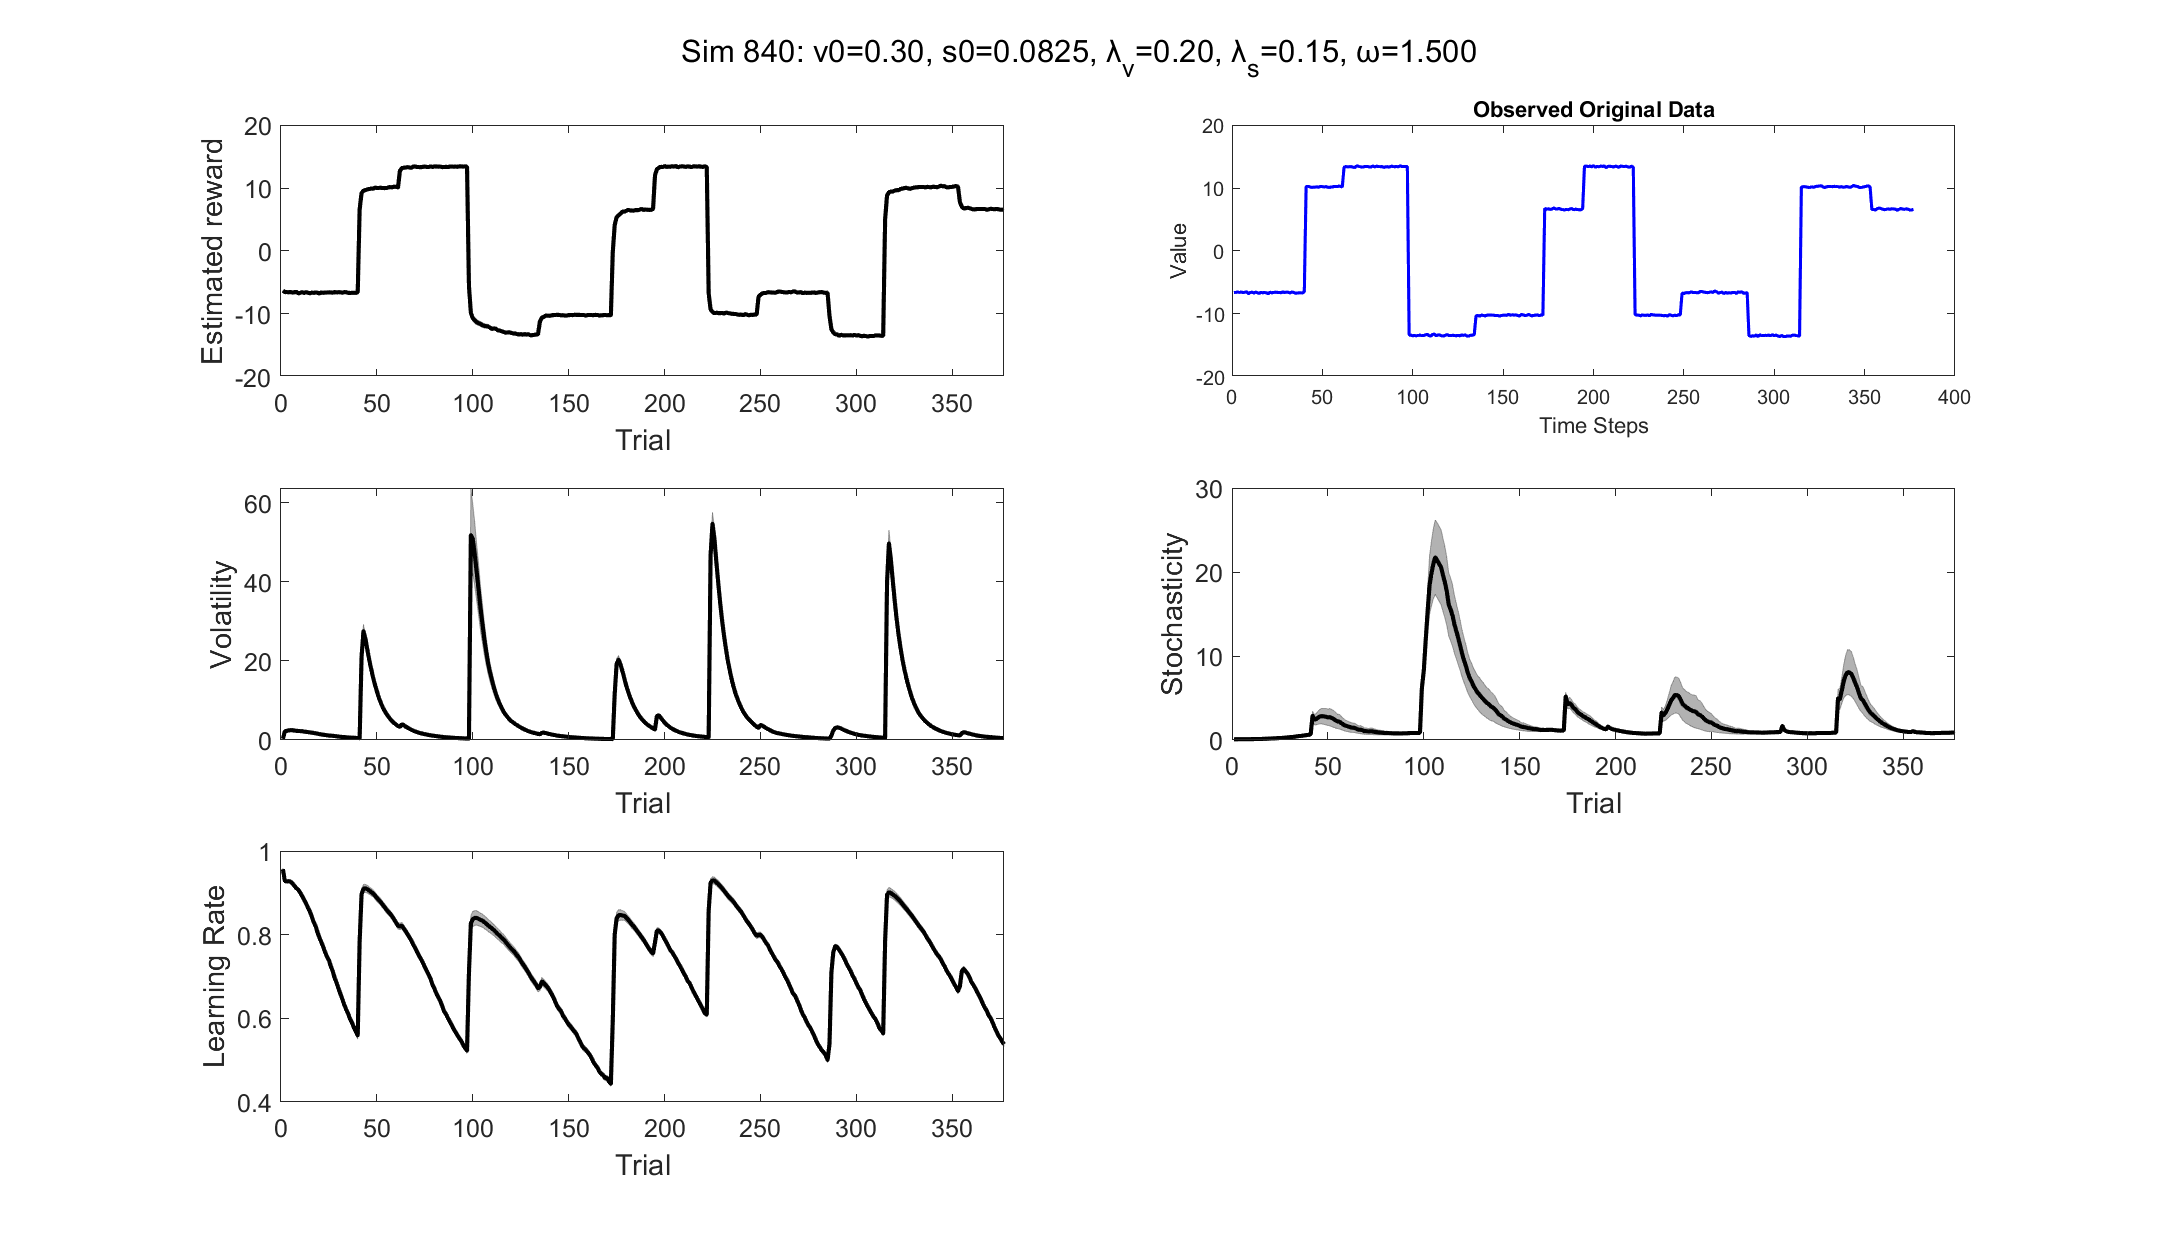 Sim 840: v0=0.30, s0=0.0825, λv=0.20, λs=0.15, ω=1.500
Estimated reward
20
10
0
-10
-20
0 50 100 150 200 250 300 350
Trial
Observed Original Data
Value
20
10
0
-10
-20
0 50 100 150 200 250 300 350 400
Time Steps
Volatility
60
40
20
0
0 50 100 150 200 250 300 350
Trial
Stochasticity
30
20
10
0
0 50 100 150 200 250 300 350
Trial
Learning Rate
1
0.8
0.6
0.4
0 50 100 150 200 250 300 350
Trial